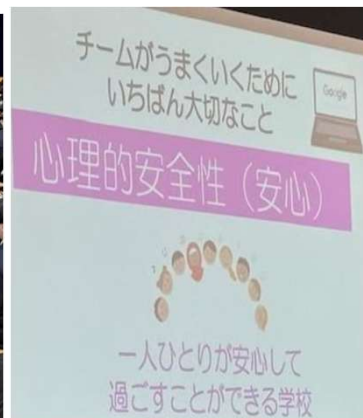 チームがうまくいくために
いちばん大切なこと
Google
心理的安全性（安心）
一人ひとりが安心して
過ごすことができる学校